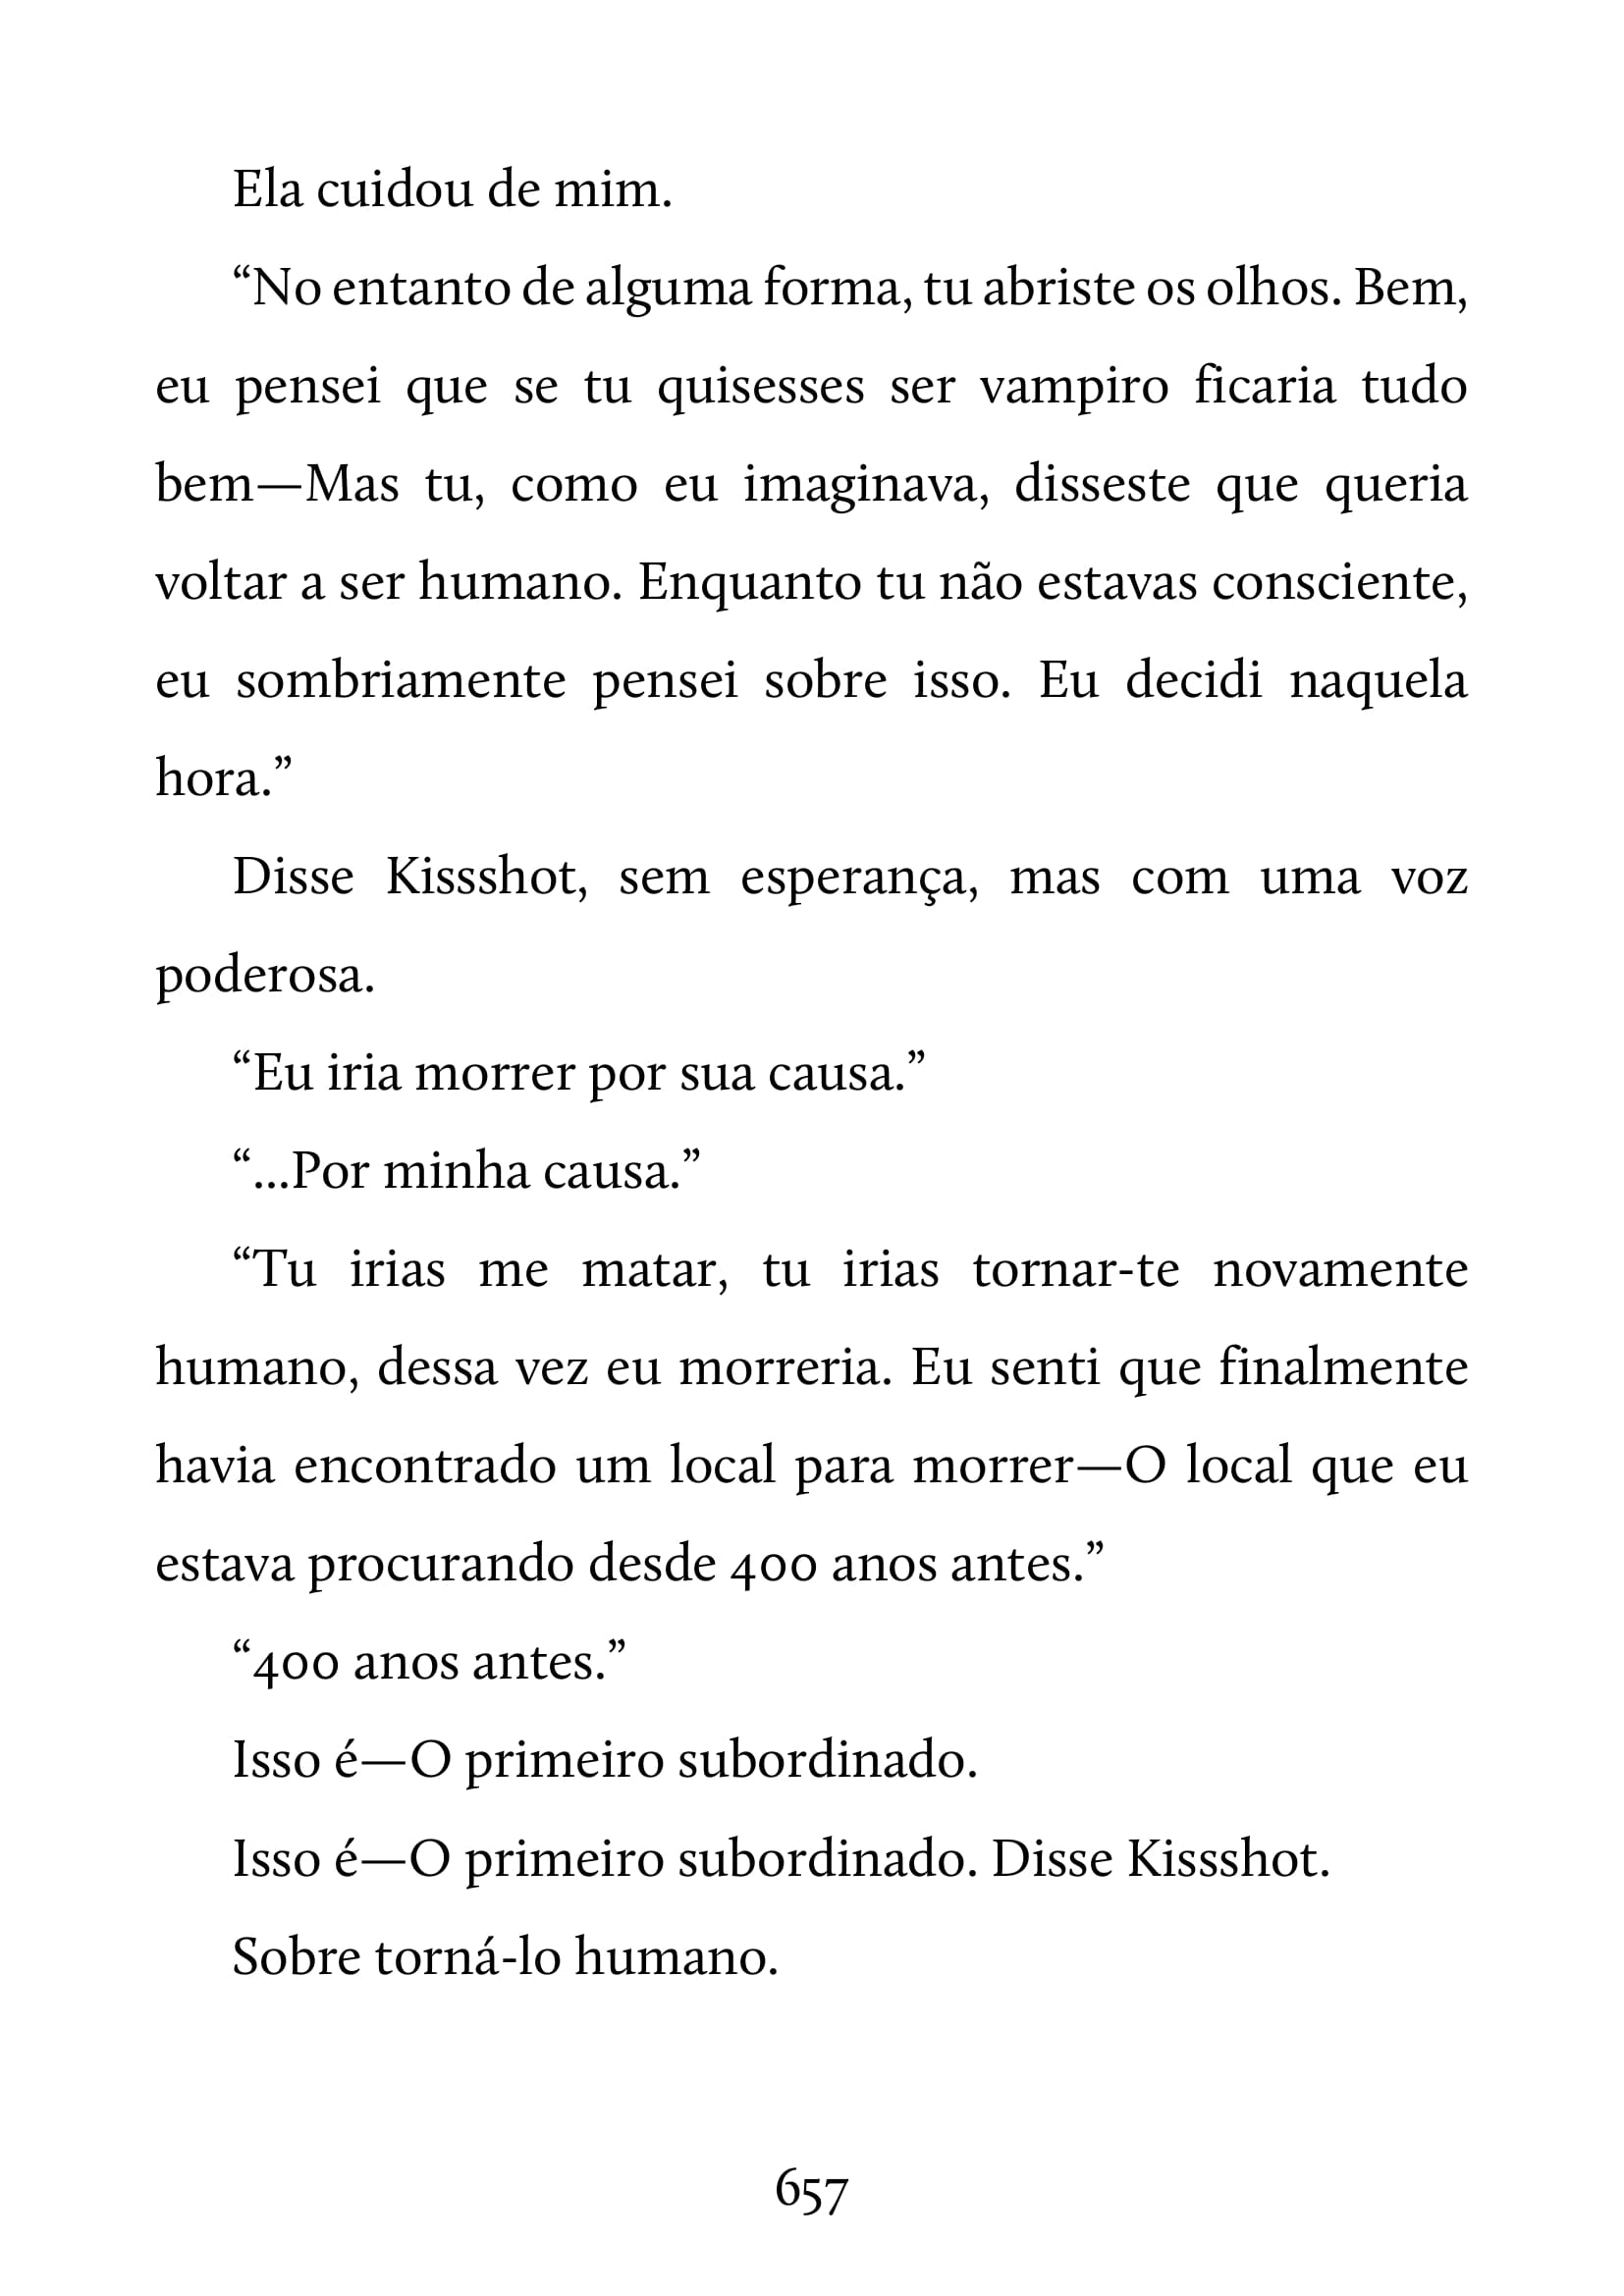 Ela cuidou de mim.
“No entanto de alguma forma, tu abriste os olhos. Bem,
eu pensei que se tu quisesses ser vampiro ficaria tudo
bem—Mas tu, como eu imaginava, disseste que queria
voltar a ser humano. Enquanto tu não estavas consciente,
eu sombriamente pensei sobre isso. Eu decidi naquela
hora.”
Disse Kissshot, sem esperança, mas com uma voz
poderosa.
“Eu iria morrer por sua causa.”
“...Por minha causa.”
“Tu irias me matar, tu irias tornar-te novamente
humano, dessa vez eu morreria. Eu senti que finalmente
havia encontrado um local para morrer—O local que eu
estava procurando desde 400 anos antes.”
“400 anos antes.”
Isso é—O primeiro subordinado.
Isso é—O primeiro subordinado. Disse Kissshot.
Sobre torná-lo humano.
657